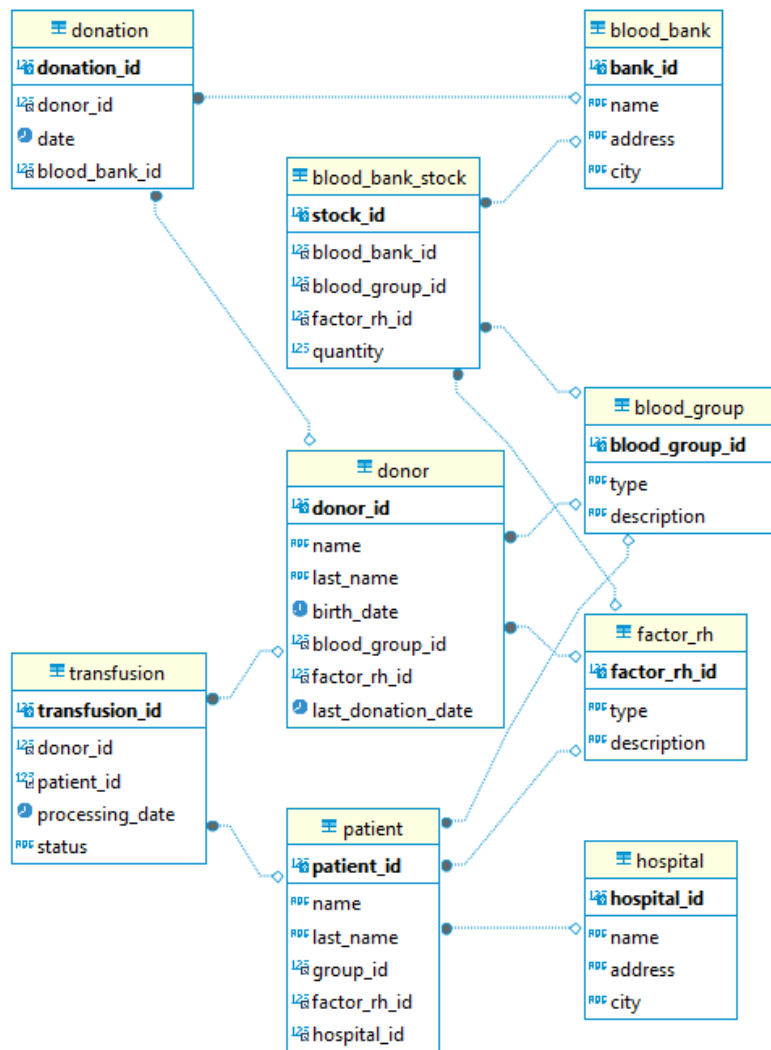 donation
donation_id
donor_id
date
blood_bank_id
blood_bank
bank_id
name
address
city
blood_bank_stock
stock_id
blood_bank_id
blood_group_id
factor_rh_id
quantity
blood_group
blood_group_id
type
description
donor
donor_id
name
last_name
birth_date
blood_group_id
factor_rh_id
last_donation_date
factor_rh
factor_rh_id
type
description
transfusion
transfusion_id
donor_id
patient_id
processing_date
status
patient
patient_id
name
last_name
group_id
factor_rh_id
hospital_id
hospital
hospital_id
name
address
city